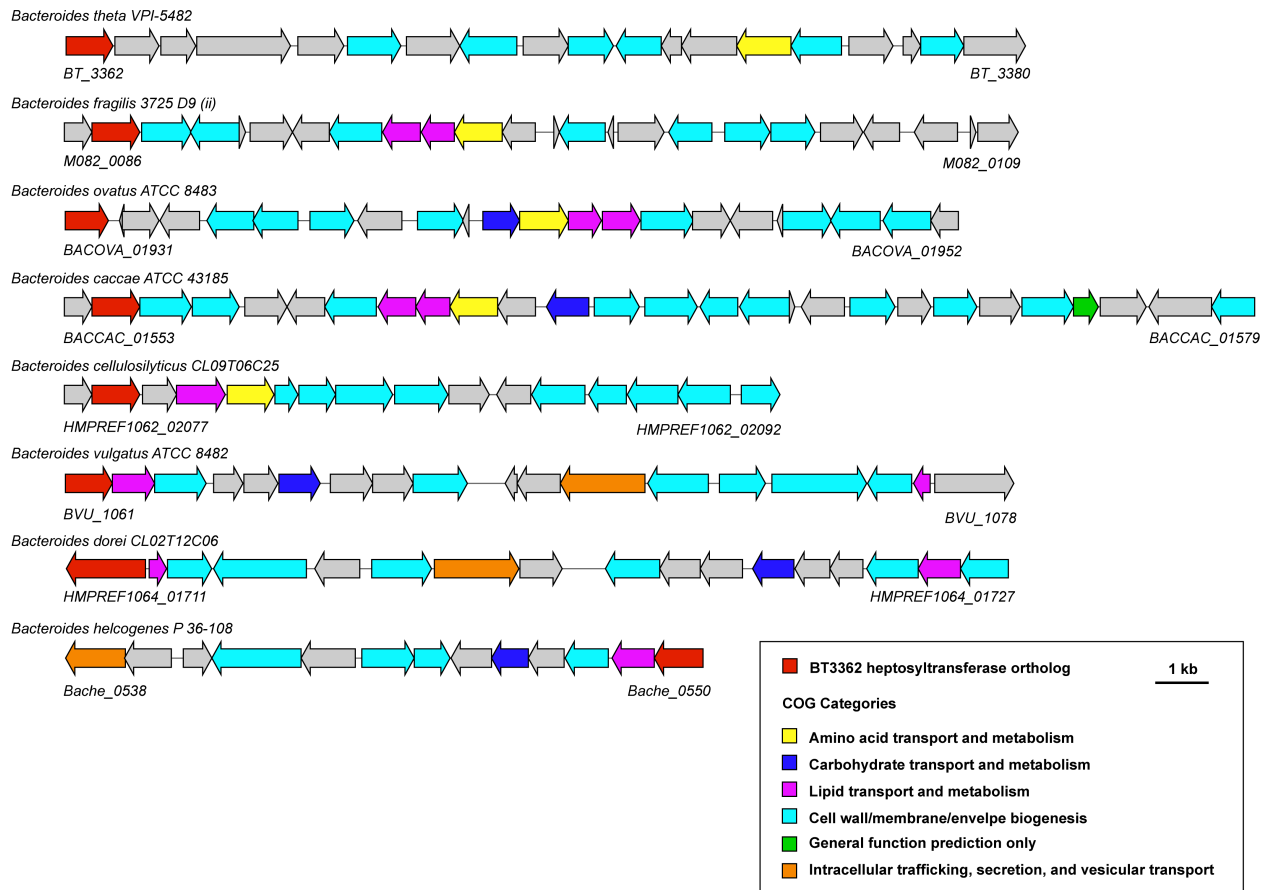 Bacteroides theta VPI-5482
BT_3362 BT_3380
Bacteroides fragilis 3725 D9 (ii)
M082_0086 M082_0109
Bacteroides ovatus ATCC 8483
BACOVA_01931 BACOVA_01952
Bacteroides caccae ATCC 43185
BACCAC_01553 BACCAC_01579
Bacteroides cellulosilyticus CL09T06C25
HMPREF1062_02077 HMPREF1062_02092
Bacteroides vulgatus ATCC 8482
BVU_1061 BVU_1078
Bacteroides dorei CL02T12C06
HMPREF1064_01711 HMPREF1064_01727
Bacteroides helcogenes P 36-108
Bache_0538 Bache_0550
BT3362 heptosyltransferase ortholog 1 kb
COG Categories
Amino acid transport and metabolism
Carbohydrate transport and metabolism
Lipid transport and metabolism
Cell wall/membrane/envelpe biogenesis
General function prediction only
Intracellular trafficking, secretion, and vesicular transport